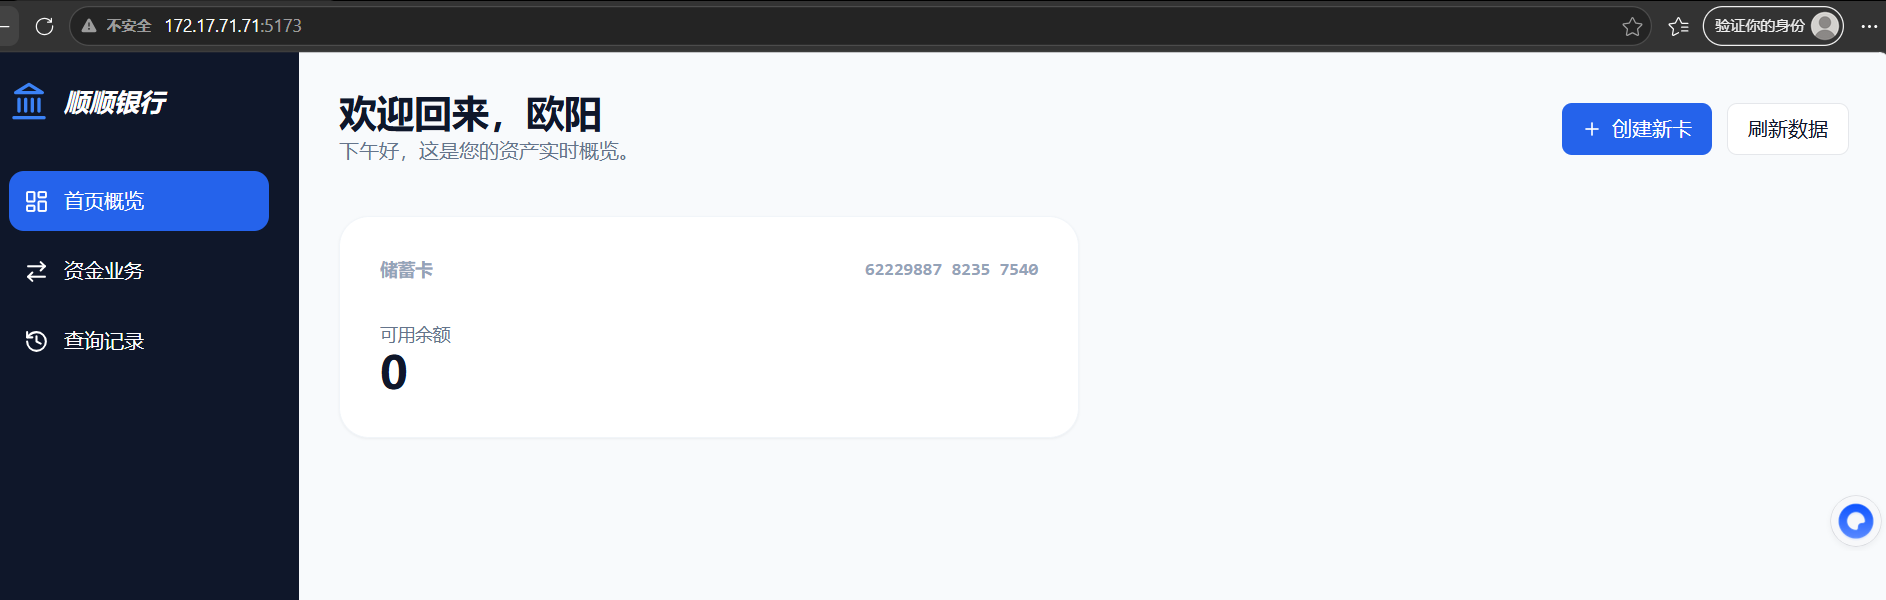 不安全 172.17.71.71:5173
验证你的身份
顺顺银行
首页概览
资金业务
查询记录
欢迎回来，欧阳
下午好，这是您的资产实时概览。
+ 创建新卡
刷新数据
储蓄卡
62229887 8235 7540
可用余额
0